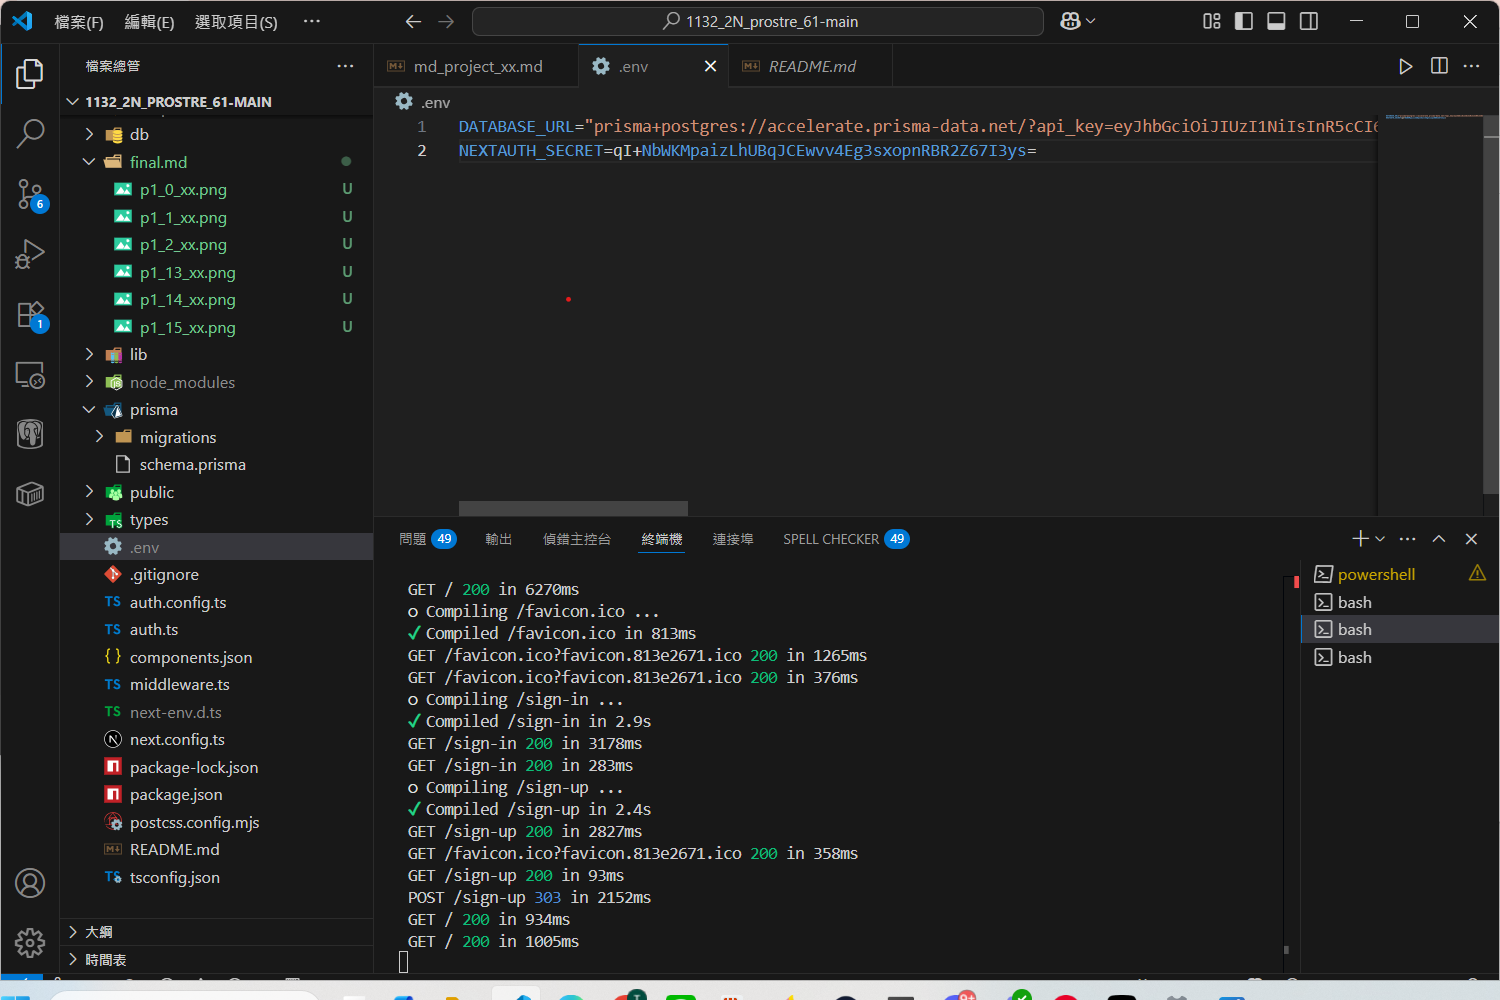 檔案(F) 編輯(E) 選取項目(S) ···
1132_2N_prostre_61-main
檔案總管
1132_2N_PROSTRE_61-MAIN
db
final.md
p1_0_xx.png U
p1_1_xx.png U
p1_2_xx.png U
p1_13_xx.png U
p1_14_xx.png U
p1_15_xx.png U
lib
node_modules
prisma
migrations
schema.prisma
public
types
.env
.gitignore
TS auth.config.ts
TS auth.ts
components.json
TS middleware.ts
TS next-env.d.ts
next.config.ts
package-lock.json
package.json
postcss.config.mjs
README.md
TS tsconfig.json
大綱
時間表
6
1
md_project_xx.md .env README.md
.env
1 DATABASE_URL="prisma+postgres://accelerate.prisma-data.net/?api_key=eyJhbGciOiJIUzI1NiIsInR5cCI6
2 NEXTAUTH_SECRET=qI+NbWKMpaizLhUBqJCEwvv4Eg3sxopnRBR2Z67I3ys=
問題 49 輸出 偵錯主控台 終端機 連接埠 SPELL CHECKER 49
GET / 200 in 6270ms
○ Compiling /favicon.ico ...
✓ Compiled /favicon.ico in 813ms
GET /favicon.ico?favicon.813e2671.ico 200 in 1265ms
GET /favicon.ico?favicon.813e2671.ico 200 in 376ms
○ Compiling /sign-in ...
✓ Compiled /sign-in in 2.9s
GET /sign-in 200 in 3178ms
GET /sign-in 200 in 283ms
○ Compiling /sign-up ...
✓ Compiled /sign-up in 2.4s
GET /sign-up 200 in 2827ms
GET /favicon.ico?favicon.813e2671.ico 200 in 358ms
GET /sign-up 200 in 93ms
POST /sign-up 303 in 2152ms
GET / 200 in 934ms
GET / 200 in 1005ms
powershell
bash
bash
bash